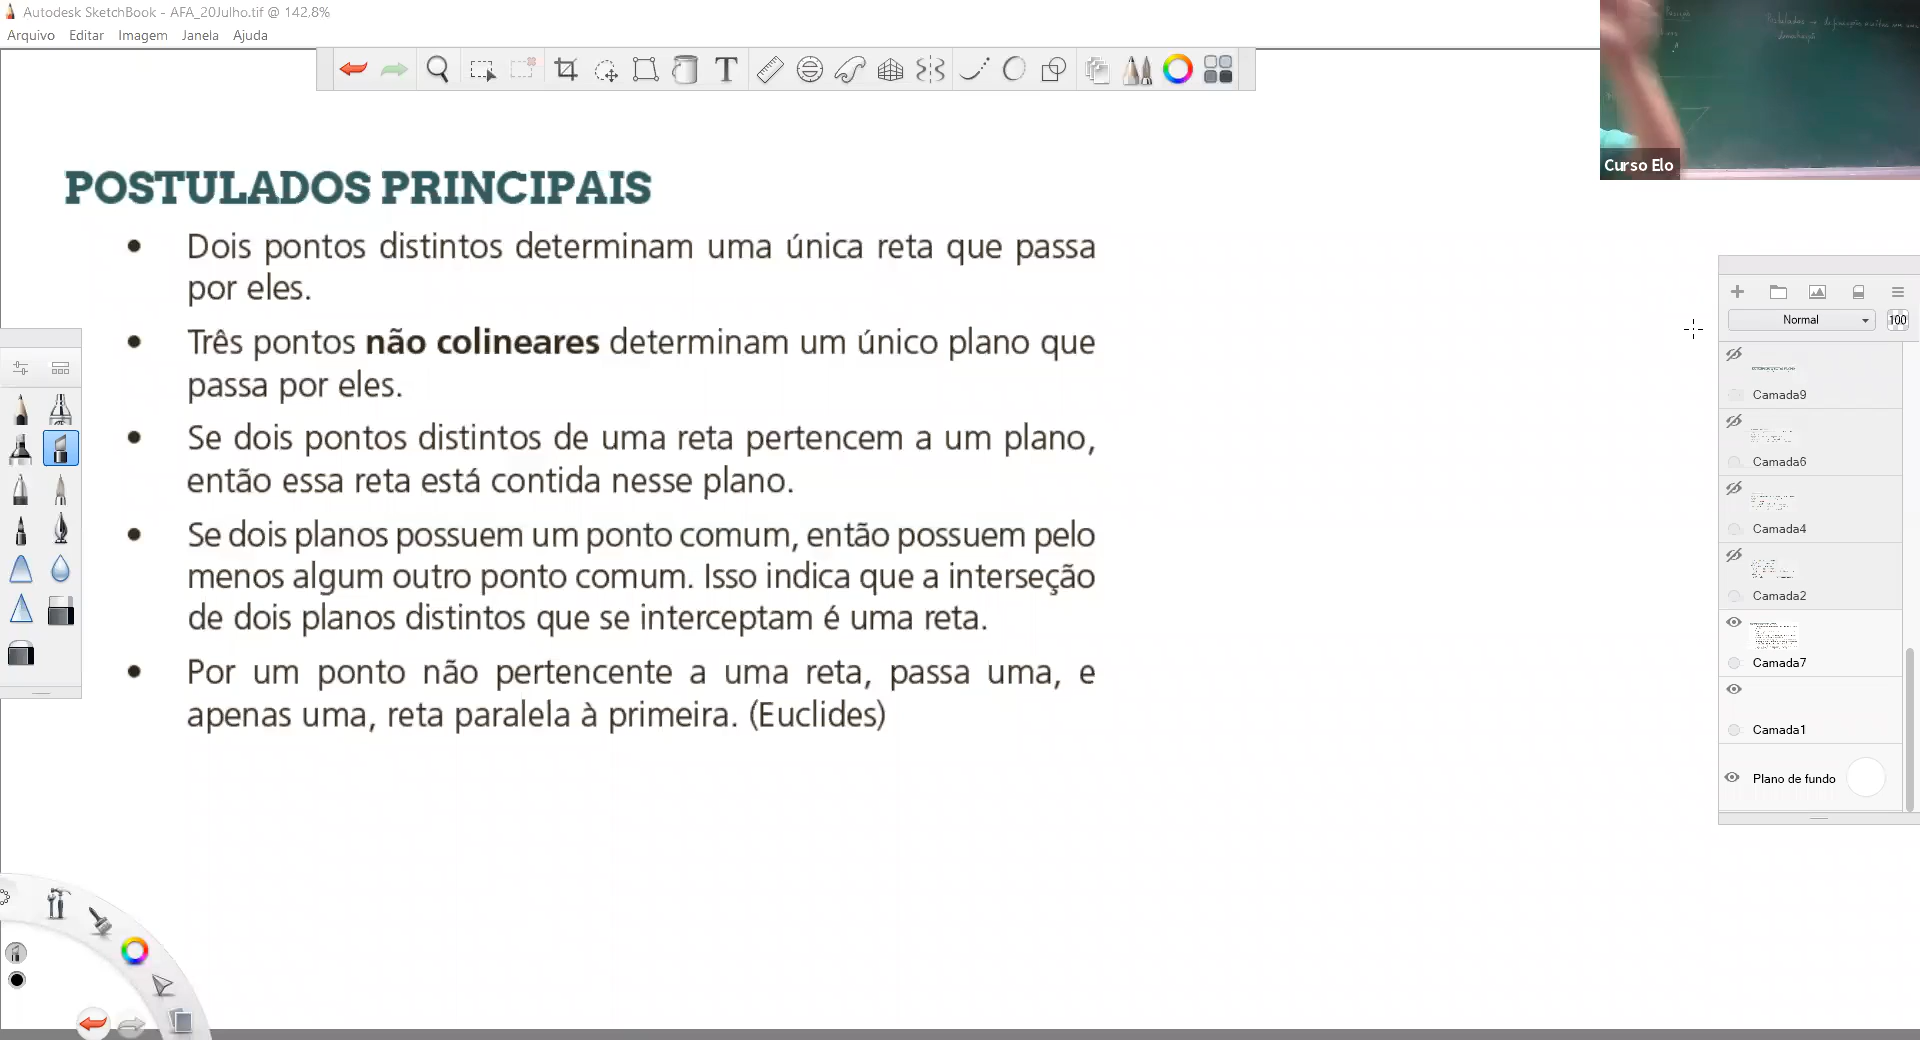 Autodesk SketchBook - AFA_20Julho.tif @ 142,8%
Arquivo Editar Imagem Janela Ajuda
Curso Elo
POSTULADOS PRINCIPAIS
• Dois pontos distintos determinam uma única reta que passa
por eles.
• Três pontos não colineares determinam um único plano que
passa por eles.
• Se dois pontos distintos de uma reta pertencem a um plano,
então essa reta está contida nesse plano.
• Se dois planos possuem um ponto comum, então possuem pelo
menos algum outro ponto comum. Isso indica que a interseção
de dois planos distintos que se interceptam é uma reta.
• Por um ponto não pertencente a uma reta, passa uma, e
apenas uma, reta paralela à primeira. (Euclides)
Normal 100
Camada9
Camada6
Camada4
Camada2
Camada7
Camada1
Plano de fundo